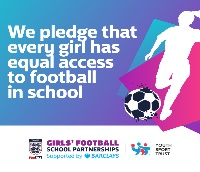 We pledge that
every girl has
equal access
to football
in school
GIRLS' FOOTBALL
SCHOOL PARTNERSHIPS
Supported by BARCLAYS
YOUTH
SPORT
TRUST